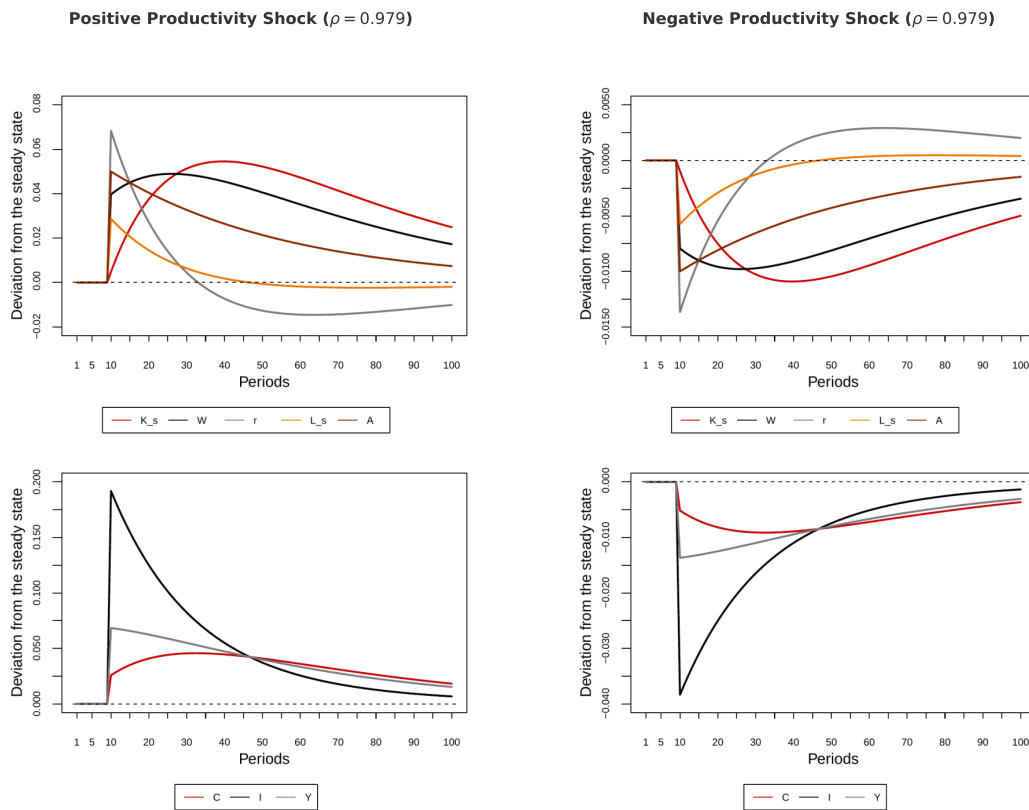 Positive Productivity Shock (ρ = 0.979)
Negative Productivity Shock (ρ = 0.979)
Deviation from the steady state
0.08
0.06
0.04
0.02
0.00
−0.02
1 5 10 20 30 40 50 60 70 80 90 100
Periods
K_s W r L_s A
Deviation from the steady state
0.0050
0.0000
−0.0050
−0.0100
−0.0150
1 5 10 20 30 40 50 60 70 80 90 100
Periods
K_s W r L_s A
Deviation from the steady state
0.200
0.150
0.100
0.050
0.000
1 5 10 20 30 40 50 60 70 80 90 100
Periods
C I Y
Deviation from the steady state
0.000
−0.010
−0.020
−0.030
−0.040
1 5 10 20 30 40 50 60 70 80 90 100
Periods
C I Y